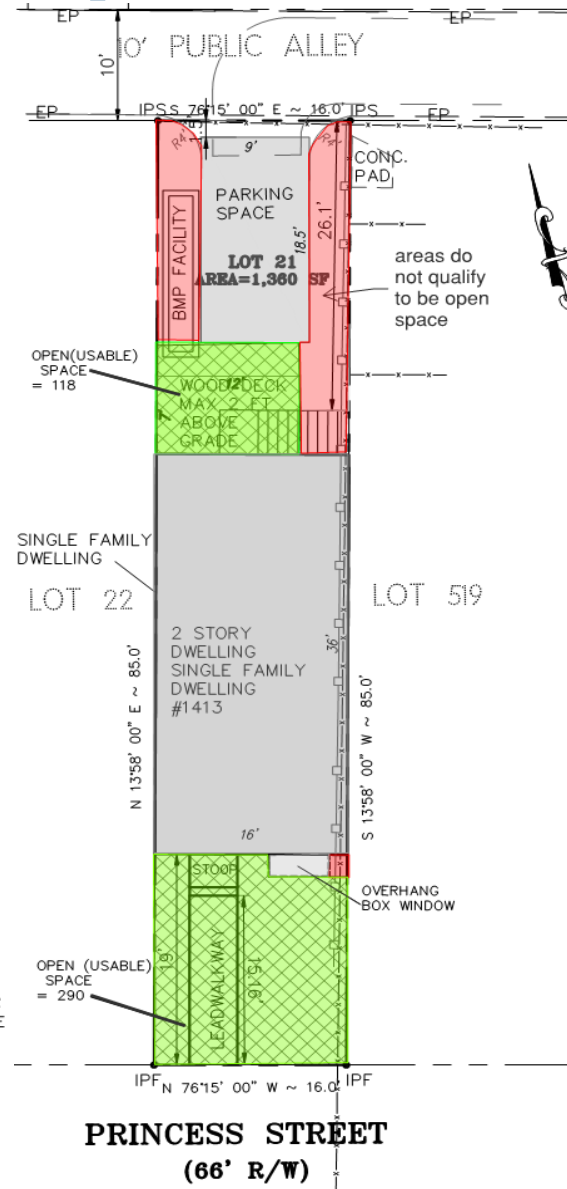 EP
EP
10' PUBLIC ALLEY
10'
EP
IPS
S 76°15' 00" E ~ 16.0'
IPS
EP
R4'
9'
R4'
CONC.
PAD
PARKING
SPACE
BMP FACILITY
18.5'
26.1'
LOT 21
AREA=1,360 SF
areas do
not qualify
to be open
space
OPEN(USABLE)
SPACE
= 118
WOOD DECK
12'
MAX 2 FT
ABOVE
GRADE
7'
SINGLE FAMILY
DWELLING
LOT 22
LOT 519
2 STORY
DWELLING
SINGLE FAMILY
DWELLING
#1413
36'
N 13°58' 00" E ~ 85.0'
S 13°58' 00" W ~ 85.0'
16'
STOOP
OVERHANG
BOX WINDOW
19'
LEADWALKWAY
15.16'
OPEN (USABLE)
SPACE
= 290
E
IPF
N 76°15' 00" W ~ 16.0'
IPF
PRINCESS STREET
(66' R/W)